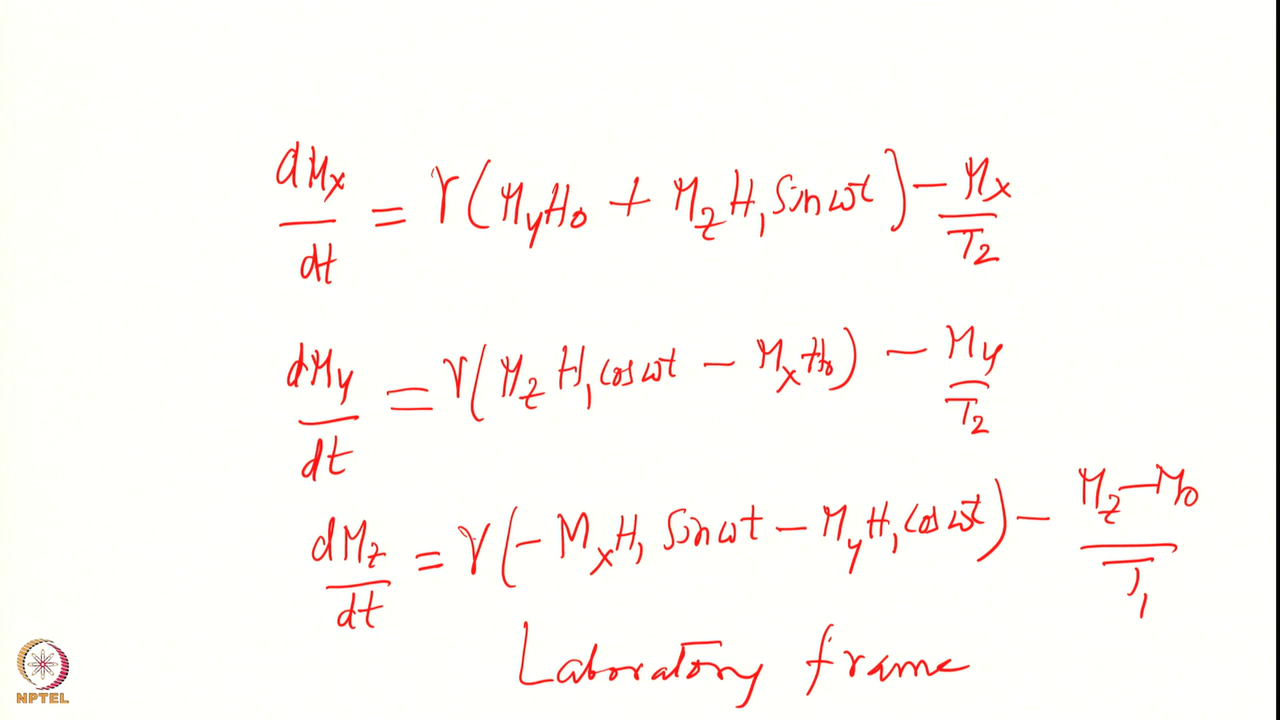 dMx/dt = γ(MyH₀ + MzH₁ Sin ωt) − Mx/T₂
dMy/dt = γ(MzH₁ cos ωt − MxH₀) − My/T₂
dMz/dt = γ(− MxH₁ Sin ωt − MyH₁ cos ωt) − Mz−M₀/T₁
Laboratory frame
NPTEL